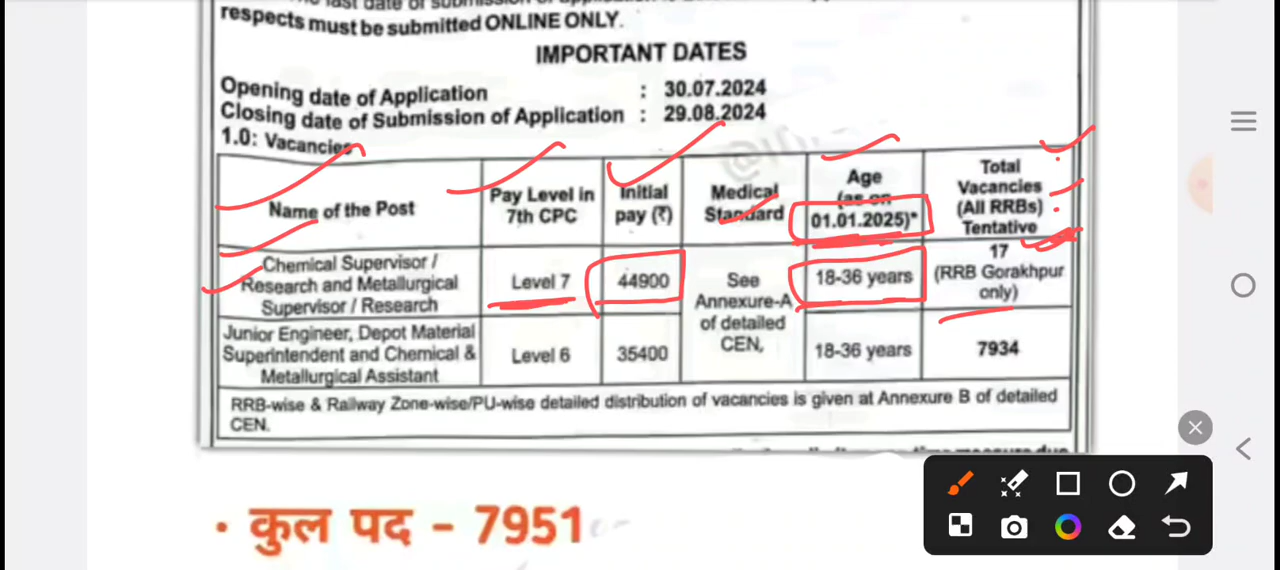 respects must be submitted ONLINE ONLY.
IMPORTANT DATES
Opening date of Application : 30.07.2024
Closing date of Submission of Application : 29.08.2024
1.0: Vacancies
Name of the Post
Pay Level in
7th CPC
Initial
pay (₹)
Medical
Standard
Age
(as on
01.01.2025)*
Total
Vacancies
(All RRBs)
Tentative
Chemical Supervisor /
Research and Metallurgical
Supervisor / Research
Level 7
44900
See
Annexure-A
of detailed
CEN,
18-36 years
17
(RRB Gorakhpur
only)
Junior Engineer, Depot Material
Superintendent and Chemical &
Metallurgical Assistant
Level 6
35400
18-36 years
7934
RRB-wise & Railway Zone-wise/PU-wise detailed distribution of vacancies is given at Annexure B of detailed
CEN.
• कुल पद - 7951